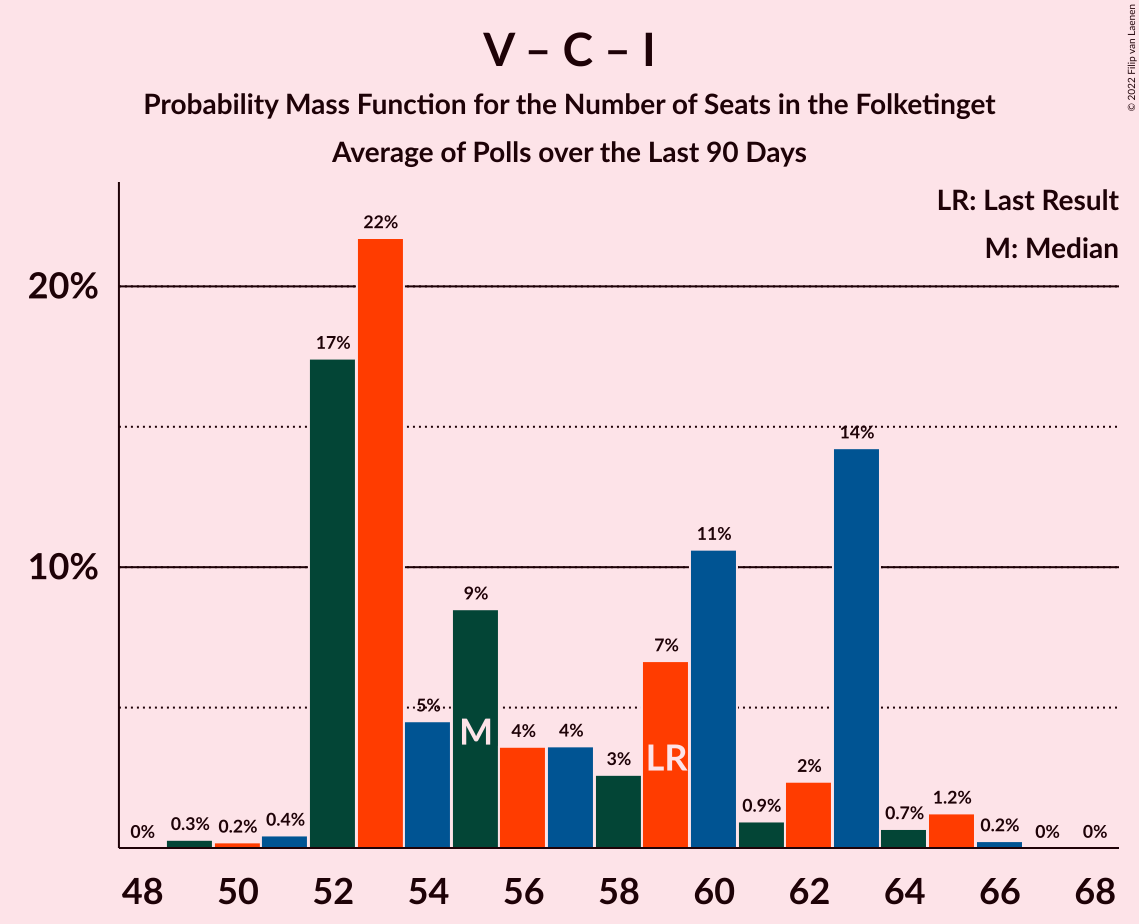 V – C – I
Probability Mass Function for the Number of Seats in the Folketinget
Average of Polls over the Last 90 Days
© 2022 Filip van Laenen
LR: Last Result
M: Median
20%
10%
0%
0.3%
0.2%
0.4%
17%
22%
5%
9%
4%
4%
3%
7%
11%
0.9%
2%
14%
0.7%
1.2%
0.2%
0%
0%
M
LR
48 50 52 54 56 58 60 62 64 66 68